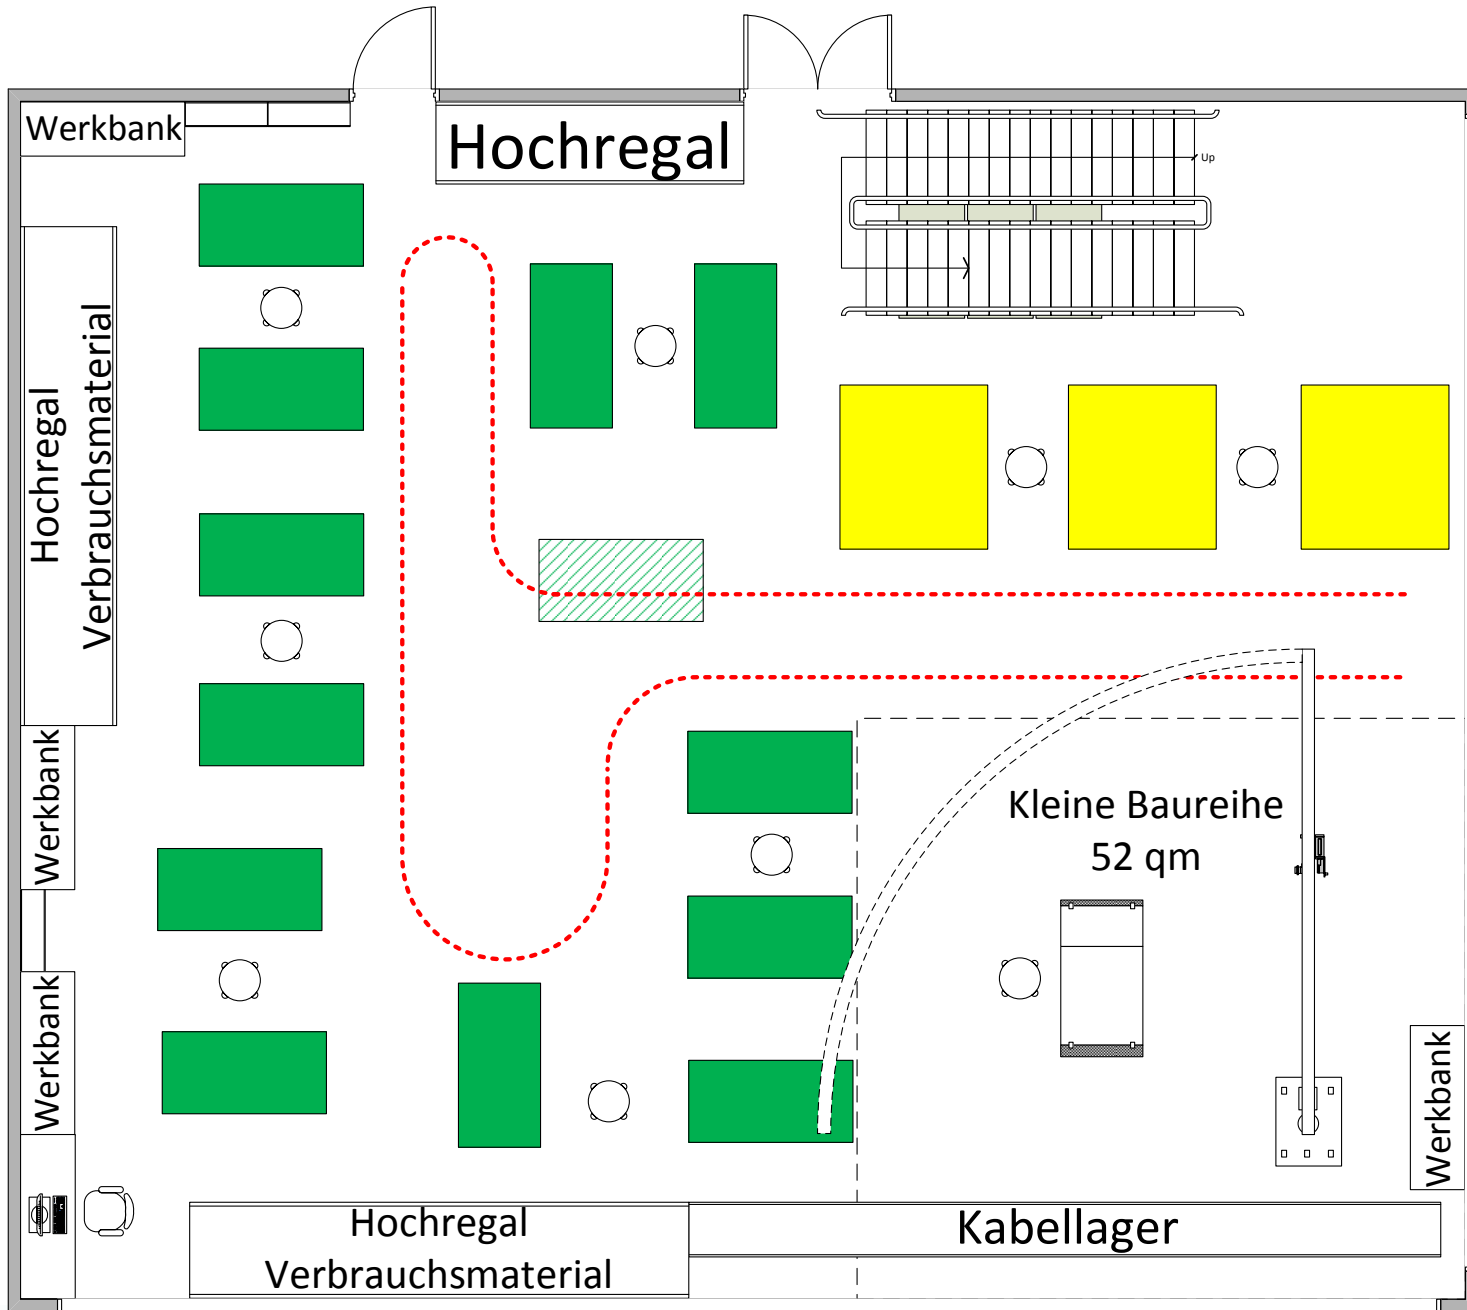 Werkbank
Hochregal
Up
Hochregal
Verbrauchsmaterial
Werkbank
Kleine Baureihe
52 qm
Werkbank
Werkbank
Hochregal
Verbrauchsmaterial
Kabellager